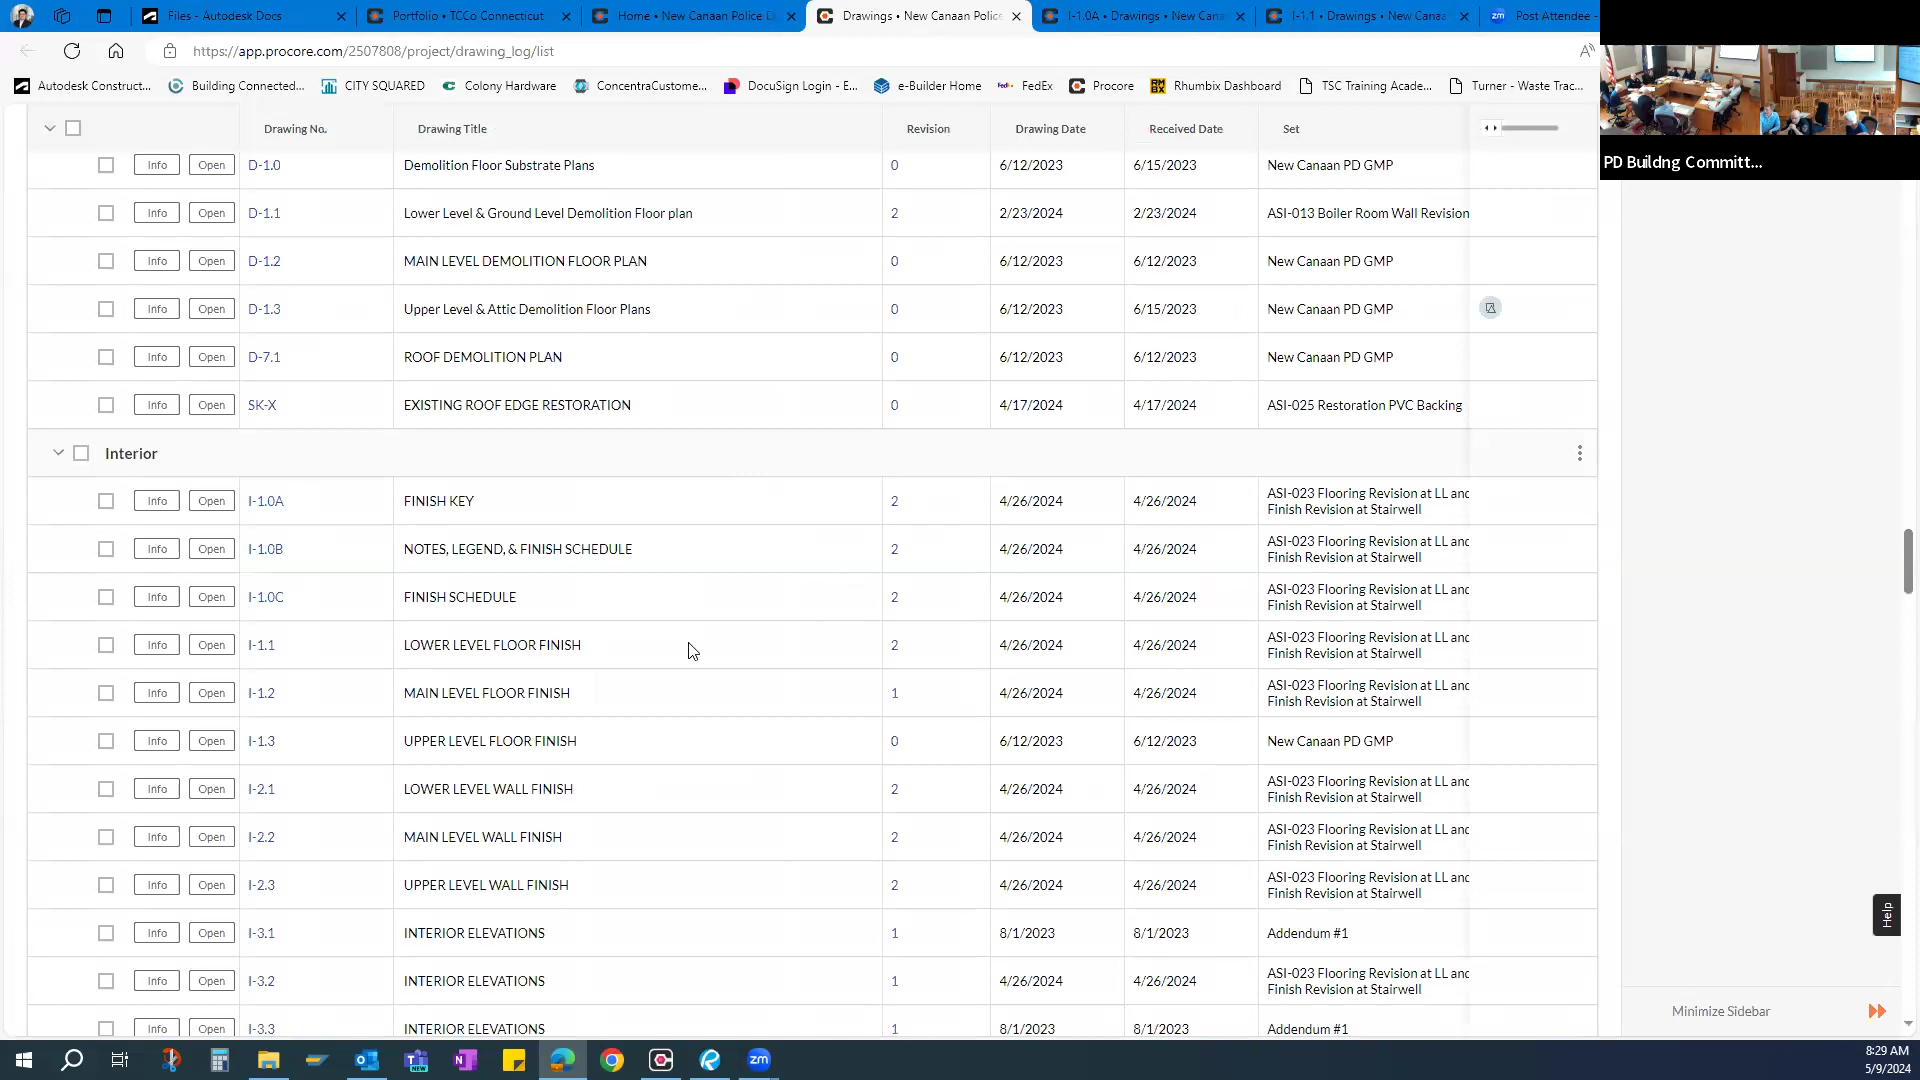 Files - Autodesk Docs
Portfolio • TCCo Connecticut
Home • New Canaan Police D
Drawings • New Canaan Police
I-1.0A • Drawings • New Cana
I-1.1 • Drawings • New Canaa
zm Post Attendee -
https://app.procore.com/2507808/project/drawing_log/list
Autodesk Construct...
Building Connected...
CITY SQUARED
Colony Hardware
ConcentraCustome...
DocuSign Login - E...
e-Builder Home
FedEx
Procore
Rhumbix Dashboard
TSC Training Acade...
Turner - Waste Trac...
PD Buildng Committ...
Drawing No. Drawing Title Revision Drawing Date Received Date Set
Info Open D-1.0 Demolition Floor Substrate Plans 0 6/12/2023 6/15/2023 New Canaan PD GMP
Info Open D-1.1 Lower Level & Ground Level Demolition Floor plan 2 2/23/2024 2/23/2024 ASI-013 Boiler Room Wall Revision
Info Open D-1.2 MAIN LEVEL DEMOLITION FLOOR PLAN 0 6/12/2023 6/12/2023 New Canaan PD GMP
Info Open D-1.3 Upper Level & Attic Demolition Floor Plans 0 6/12/2023 6/15/2023 New Canaan PD GMP
Info Open D-7.1 ROOF DEMOLITION PLAN 0 6/12/2023 6/12/2023 New Canaan PD GMP
Info Open SK-X EXISTING ROOF EDGE RESTORATION 0 4/17/2024 4/17/2024 ASI-025 Restoration PVC Backing
Interior
Info Open I-1.0A FINISH KEY 2 4/26/2024 4/26/2024 ASI-023 Flooring Revision at LL and
Finish Revision at Stairwell
Info Open I-1.0B NOTES, LEGEND, & FINISH SCHEDULE 2 4/26/2024 4/26/2024 ASI-023 Flooring Revision at LL and
Finish Revision at Stairwell
Info Open I-1.0C FINISH SCHEDULE 2 4/26/2024 4/26/2024 ASI-023 Flooring Revision at LL and
Finish Revision at Stairwell
Info Open I-1.1 LOWER LEVEL FLOOR FINISH 2 4/26/2024 4/26/2024 ASI-023 Flooring Revision at LL and
Finish Revision at Stairwell
Info Open I-1.2 MAIN LEVEL FLOOR FINISH 1 4/26/2024 4/26/2024 ASI-023 Flooring Revision at LL and
Finish Revision at Stairwell
Info Open I-1.3 UPPER LEVEL FLOOR FINISH 0 6/12/2023 6/12/2023 New Canaan PD GMP
Info Open I-2.1 LOWER LEVEL WALL FINISH 2 4/26/2024 4/26/2024 ASI-023 Flooring Revision at LL and
Finish Revision at Stairwell
Info Open I-2.2 MAIN LEVEL WALL FINISH 2 4/26/2024 4/26/2024 ASI-023 Flooring Revision at LL and
Finish Revision at Stairwell
Info Open I-2.3 UPPER LEVEL WALL FINISH 2 4/26/2024 4/26/2024 ASI-023 Flooring Revision at LL and
Finish Revision at Stairwell
Info Open I-3.1 INTERIOR ELEVATIONS 1 8/1/2023 8/1/2023 Addendum #1
Info Open I-3.2 INTERIOR ELEVATIONS 1 4/26/2024 4/26/2024 ASI-023 Flooring Revision at LL and
Finish Revision at Stairwell
Info Open I-3.3 INTERIOR ELEVATIONS 1 8/1/2023 8/1/2023 Addendum #1
Help
Minimize Sidebar
zm
8:29 AM
5/9/2024